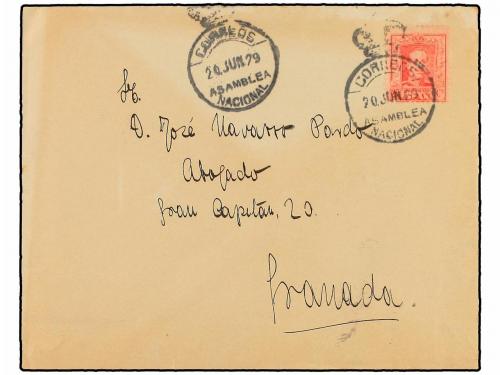 CORREOS
20.JUN.29
ASAMBLEA
NACIONAL
CORREOS
20.JUN.29
ASAMBLEA
NACIONAL
Sr.
D. José Navarro Pardo
Abogado
Gran Capitán, 20.
Granada.